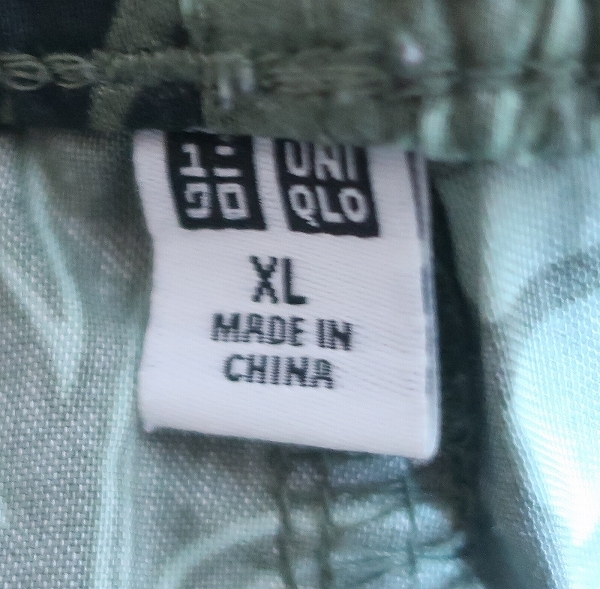 ユニ UNI
クロ QLO
XL
MADE IN
CHINA